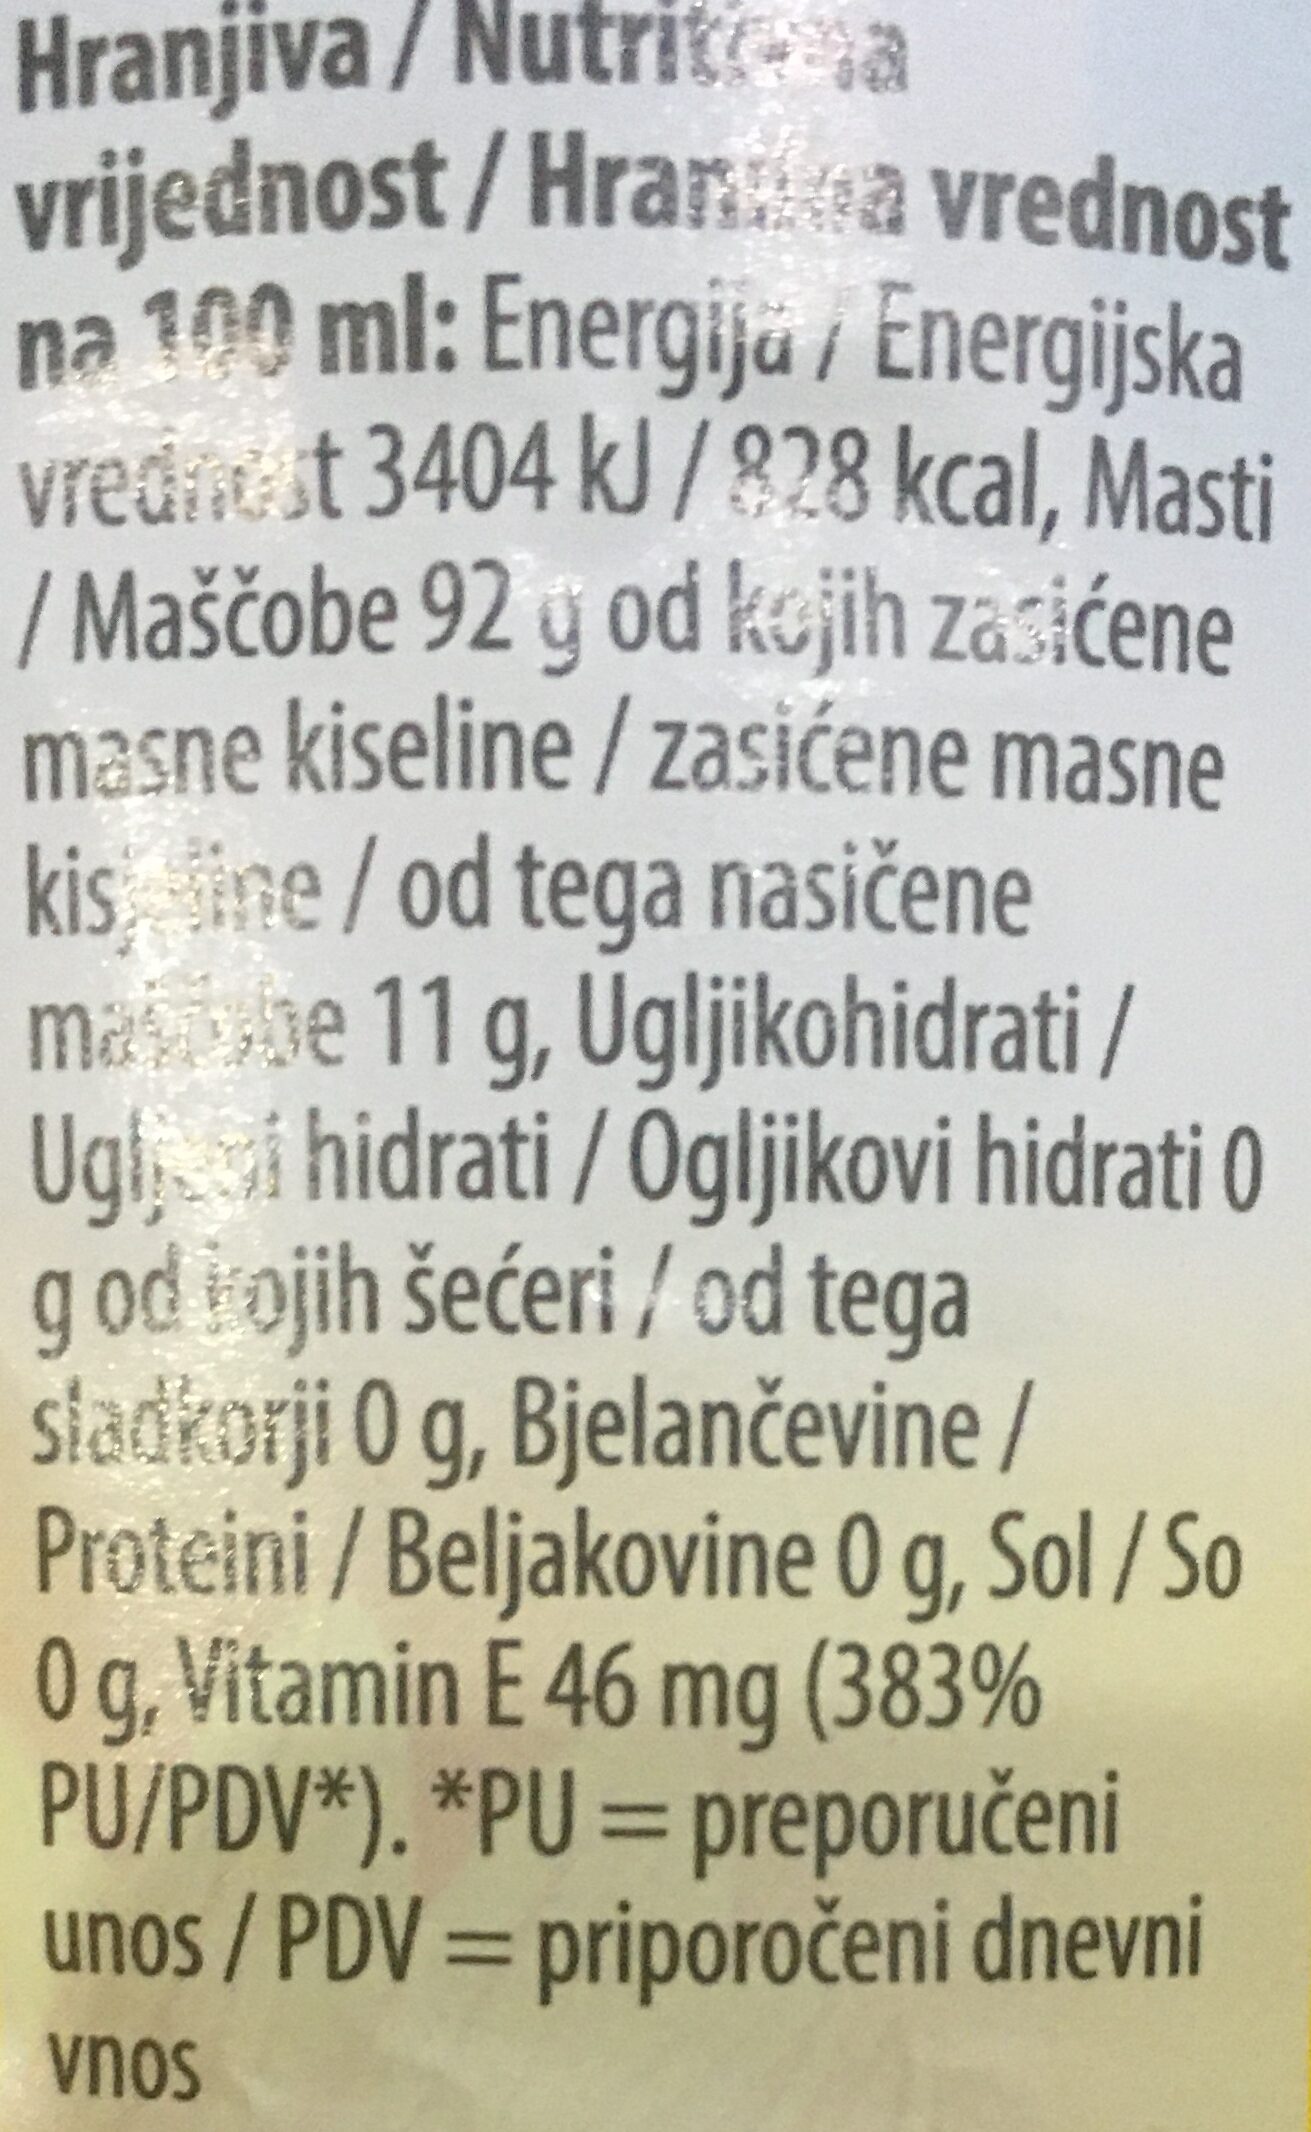 Hranjiva / Nutritivna
vrijednost / Hranilna vrednost
na 100 ml: Energija / Energijska
vrednost 3404 kJ / 828 kcal, Masti
/ Maščobe 92 g od kojih zasićene
masne kiseline / zasićene masne
kisjeline / od tega nasičene
maščobe 11 g, Ugljikohidrati /
Ugljeni hidrati / Ogljikovi hidrati 0
g od kojih šećeri / od tega
sladkorji 0 g, Bjelančevine /
Proteini / Beljakovine 0 g, Sol / So
0 g, Vitamin E 46 mg (383%
PU/PDV*). *PU = preporučeni
unos / PDV = priporočeni dnevni
vnos